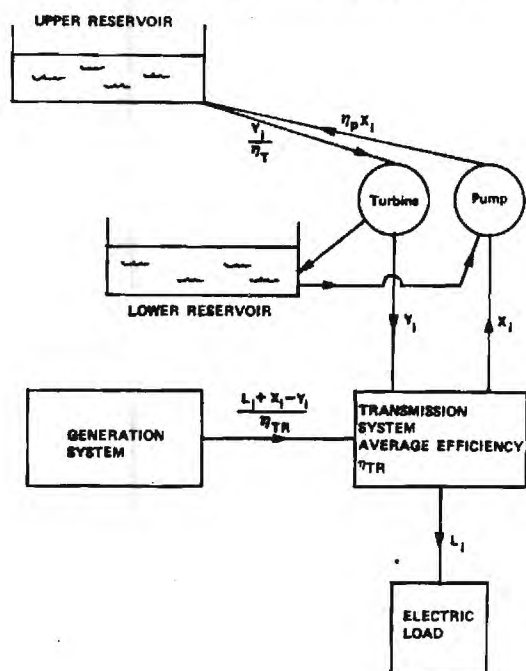 UPPER RESERVOIR
η_p X_i
Y_i
η_T
Turbine
Pump
LOWER RESERVOIR
Y_i
X_i
L_i + X_i - Y_i
η_TR
GENERATION
SYSTEM
TRANSMISSION
SYSTEM
AVERAGE EFFICIENCY
η_TR
L_i
ELECTRIC
LOAD